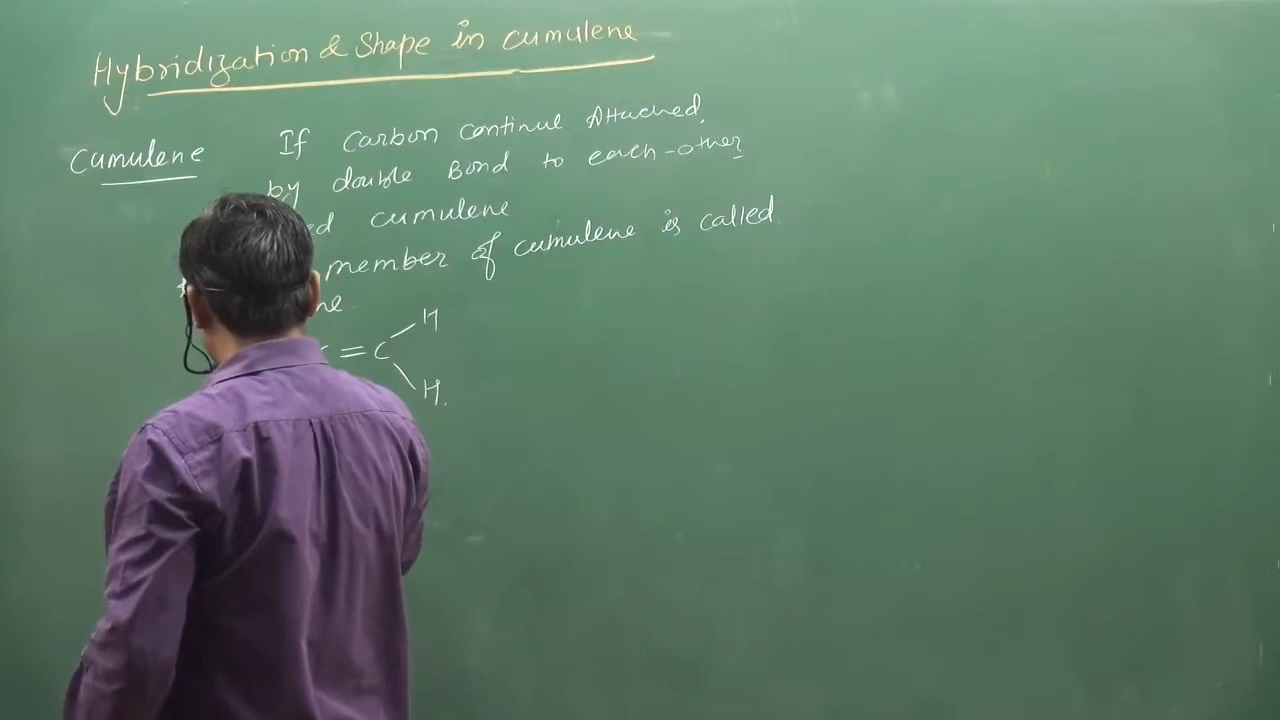 Hybridization & Shape in cumulene
Cumulene If Carbon continue Attached.
by double Bond to each-other
ed cumulene
member of cumulene is called.
ne
H
= C
H.